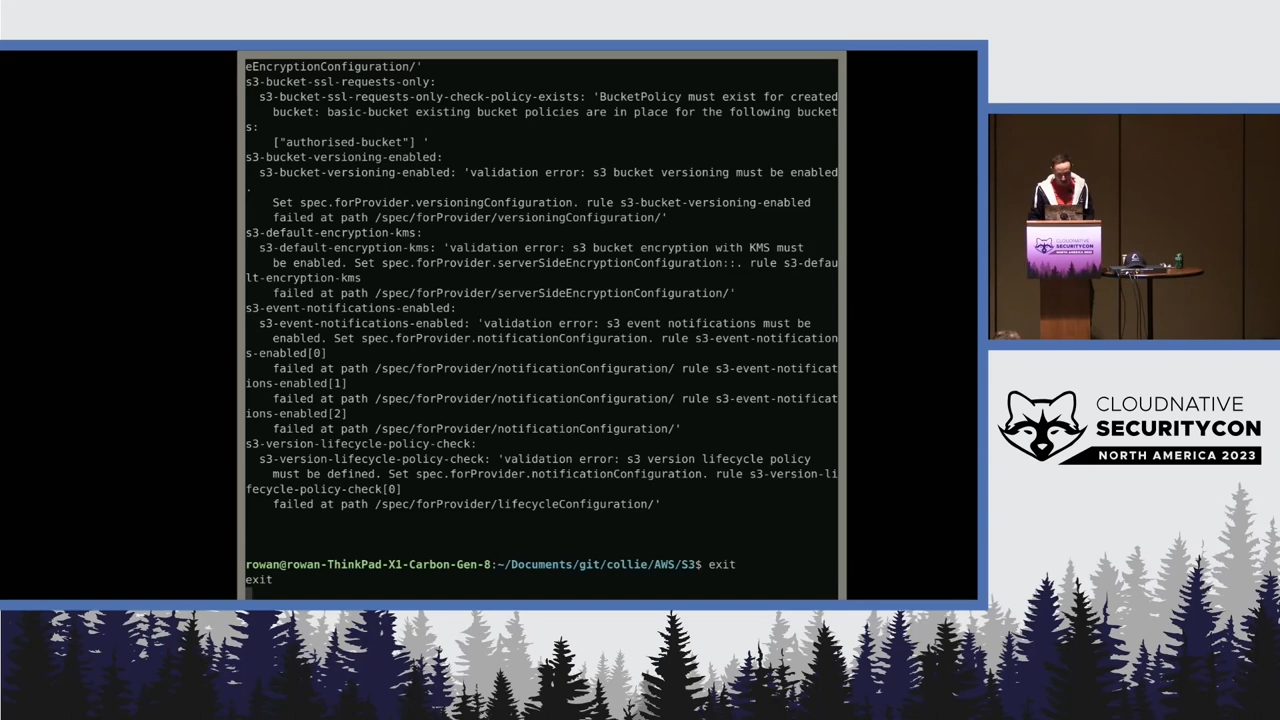 eEncryptionConfiguration/'
s3-bucket-ssl-requests-only:
s3-bucket-ssl-requests-only-check-policy-exists: 'BucketPolicy must exist for created
bucket: basic-bucket existing bucket policies are in place for the following bucket
s:
["authorised-bucket"] '
s3-bucket-versioning-enabled:
s3-bucket-versioning-enabled: 'validation error: s3 bucket versioning must be enabled
.
Set spec.forProvider.versioningConfiguration. rule s3-bucket-versioning-enabled
failed at path /spec/forProvider/versioningConfiguration/'
s3-default-encryption-kms:
s3-default-encryption-kms: 'validation error: s3 bucket encryption with KMS must
be enabled. Set spec.forProvider.serverSideEncryptionConfiguration::. rule s3-defau
lt-encryption-kms
failed at path /spec/forProvider/serverSideEncryptionConfiguration/'
s3-event-notifications-enabled:
s3-event-notifications-enabled: 'validation error: s3 event notifications must be
enabled. Set spec.forProvider.notificationConfiguration. rule s3-event-notification
s-enabled[0]
failed at path /spec/forProvider/notificationConfiguration/ rule s3-event-notificat
ions-enabled[1]
failed at path /spec/forProvider/notificationConfiguration/ rule s3-event-notificat
ions-enabled[2]
failed at path /spec/forProvider/notificationConfiguration/'
s3-version-lifecycle-policy-check:
s3-version-lifecycle-policy-check: 'validation error: s3 version lifecycle policy
must be defined. Set spec.forProvider.notificationConfiguration. rule s3-version-li
fecycle-policy-check[0]
failed at path /spec/forProvider/lifecycleConfiguration/'
rowan@rowan-ThinkPad-X1-Carbon-Gen-8:~/Documents/git/collie/AWS/S3$ exit
exit
CLOUDNATIVE
SECURITYCON
CLOUDNATIVE
SECURITYCON
NORTH AMERICA 2023